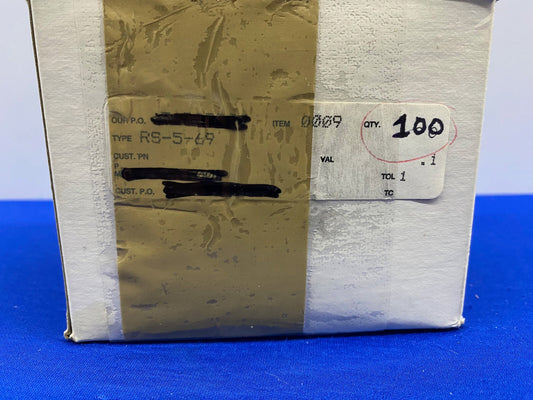 OUR P.O. ITEM 0009 QTY. 100
TYPE RS-5-69
CUST. PN VAL .1
TOL 1
CUST. P.O. TC